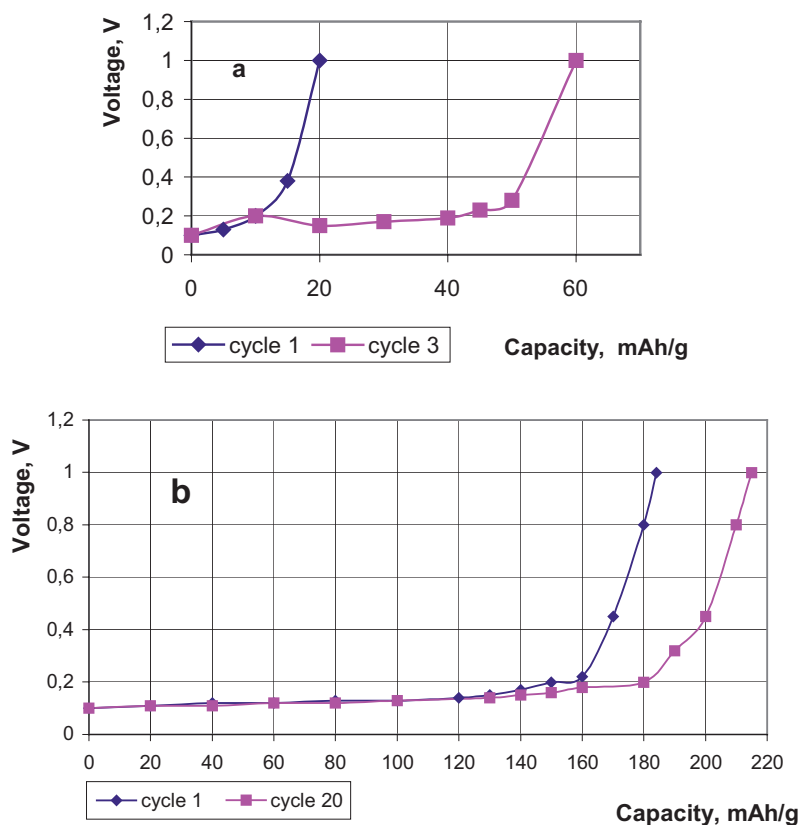 Voltage, V
1,2
1
0,8
0,6
0,4
0,2
0
a
0 20 40 60
cycle 1 cycle 3
Capacity, mAh/g
Voltage, V
1,2
1
0,8
0,6
0,4
0,2
0
b
0 20 40 60 80 100 120 140 160 180 200 220
cycle 1 cycle 20
Capacity, mAh/g